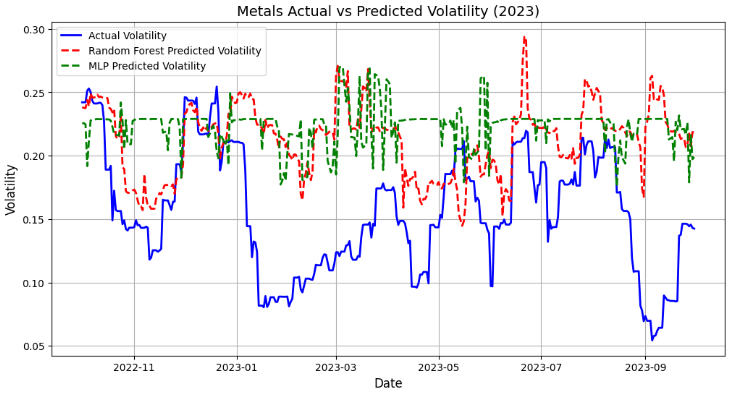 Metals Actual vs Predicted Volatility (2023)
Actual Volatility
Random Forest Predicted Volatility
MLP Predicted Volatility
Volatility
0.30
0.25
0.20
0.15
0.10
0.05
2022-11
2023-01
2023-03
2023-05
2023-07
2023-09
Date